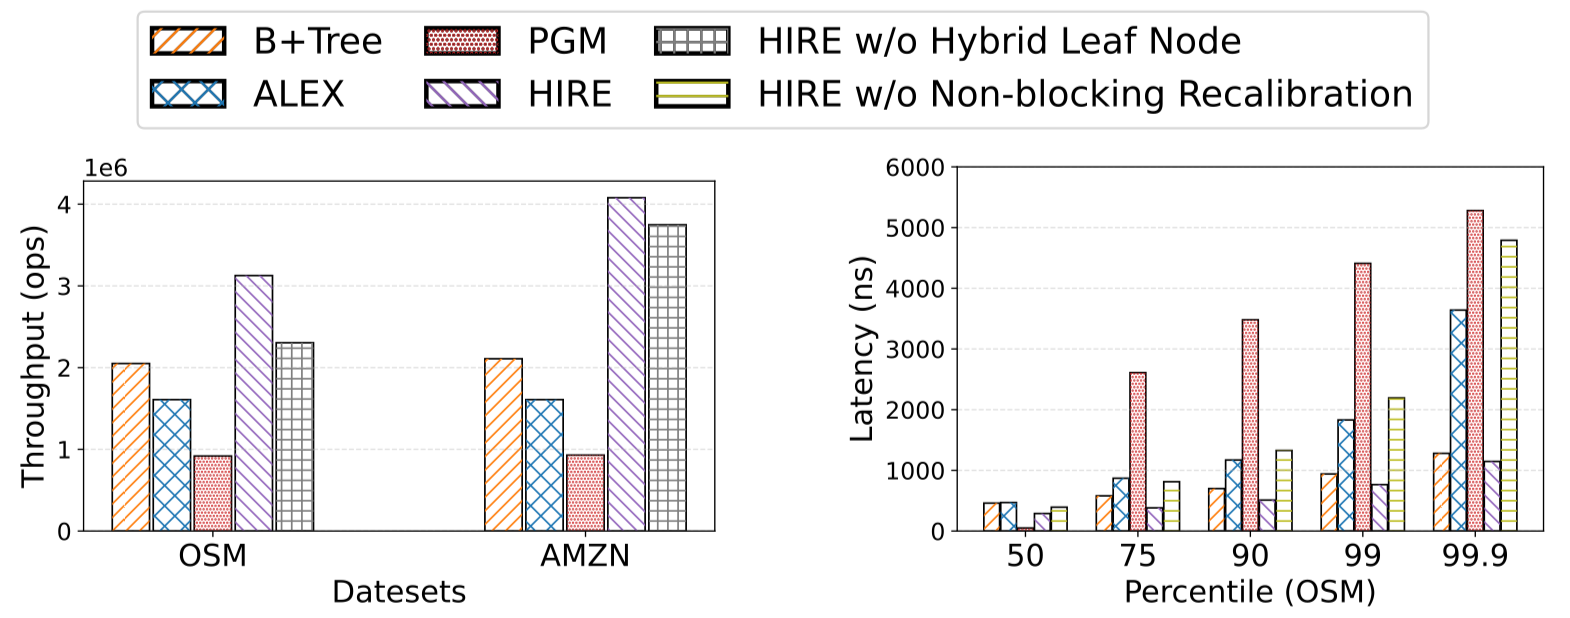 B+Tree PGM HIRE w/o Hybrid Leaf Node
ALEX HIRE HIRE w/o Non-blocking Recalibration
1e6
4
3
2
1
0
Throughput (ops)
OSM AMZN
Datesets
6000
5000
4000
3000
2000
1000
0
Latency (ns)
50 75 90 99 99.9
Percentile (OSM)